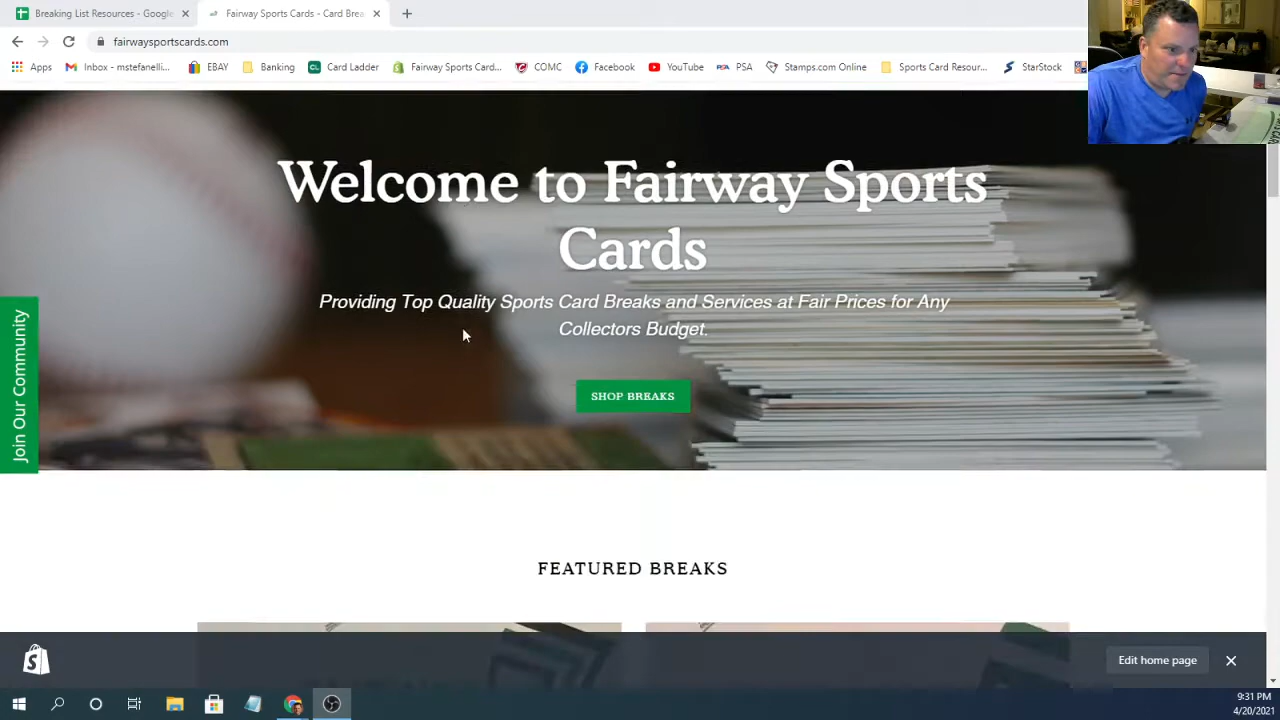 Breaking List Resources - Google
Fairway Sports Cards - Card Brea
fairwaysportscards.com
Apps
Inbox - mstefanelli...
EBAY
Banking
Card Ladder
Fairway Sports Card...
COMC
Facebook
YouTube
PSA
Stamps.com Online
Sports Card Resour...
StarStock
Welcome to Fairway Sports
Cards
Providing Top Quality Sports Card Breaks and Services at Fair Prices for Any
Collectors Budget.
SHOP BREAKS
Join Our Community
FEATURED BREAKS
Edit home page
9:31 PM
4/20/2021